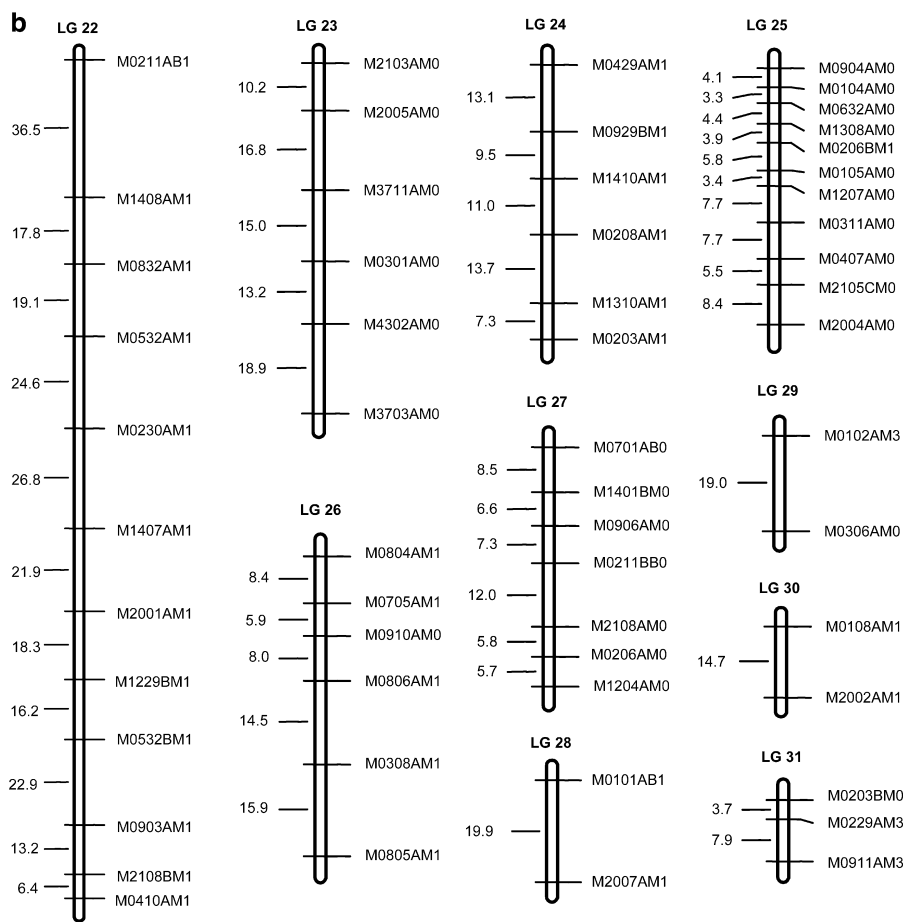 b
LG 22
M0211AB1
36.5
M1408AM1
17.8
M0832AM1
19.1
M0532AM1
24.6
M0230AM1
26.8
M1407AM1
21.9
M2001AM1
18.3
M1229BM1
16.2
M0532BM1
22.9
M0903AM1
13.2
M2108BM1
6.4
M0410AM1
LG 23
M2103AM0
10.2
M2005AM0
16.8
M3711AM0
15.0
M0301AM0
13.2
M4302AM0
18.9
M3703AM0
LG 24
M0429AM1
13.1
M0929BM1
9.5
M1410AM1
11.0
M0208AM1
13.7
M1310AM1
7.3
M0203AM1
LG 25
M0904AM0
4.1
M0104AM0
3.3
M0632AM0
4.4
M1308AM0
3.9
M0206BM1
5.8
M0105AM0
3.4
M1207AM0
7.7
M0311AM0
7.7
M0407AM0
5.5
M2105CM0
8.4
M2004AM0
LG 26
M0804AM1
8.4
M0705AM1
5.9
M0910AM0
8.0
M0806AM1
14.5
M0308AM1
15.9
M0805AM1
LG 27
M0701AB0
8.5
M1401BM0
6.6
M0906AM0
7.3
M0211BB0
12.0
M2108AM0
5.8
M0206AM0
5.7
M1204AM0
LG 28
M0101AB1
19.9
M2007AM1
LG 29
M0102AM3
19.0
M0306AM0
LG 30
M0108AM1
14.7
M2002AM1
LG 31
M0203BM0
3.7
M0229AM3
7.9
M0911AM3